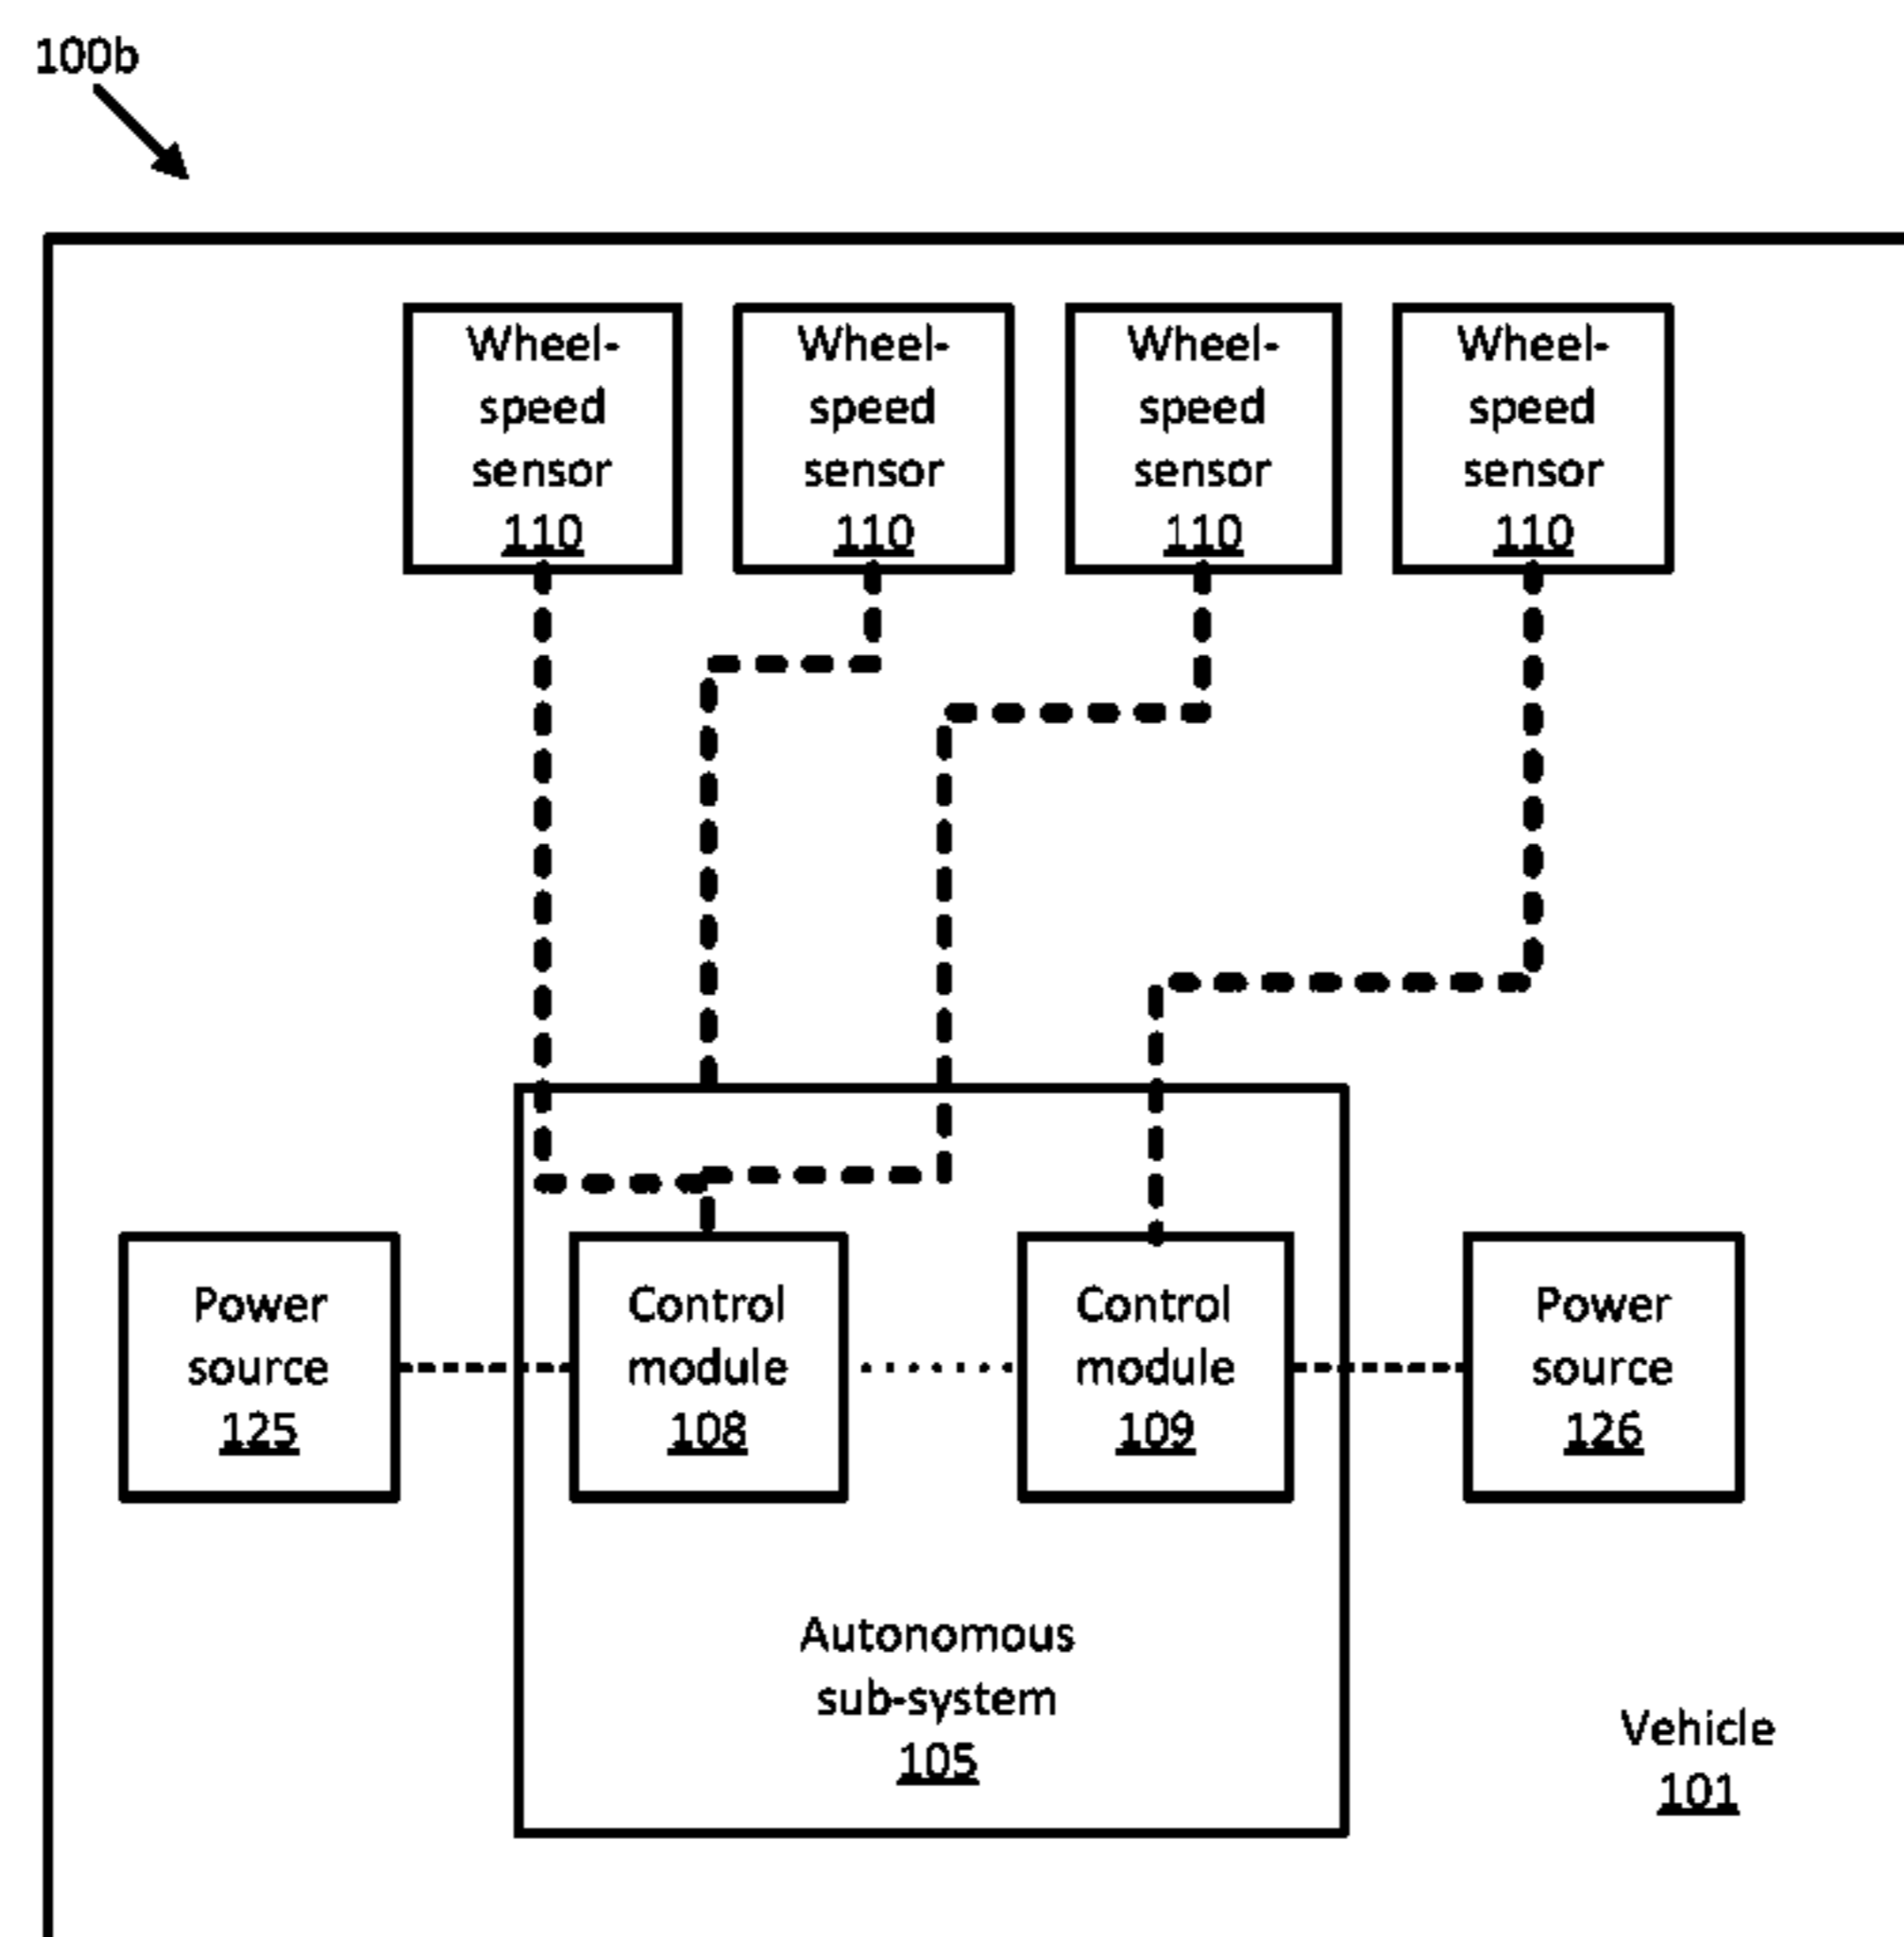 100b
Wheel-
speed
sensor
110
Wheel-
speed
sensor
110
Wheel-
speed
sensor
110
Wheel-
speed
sensor
110
Power
source
125
Control
module
108
Control
module
109
Power
source
126
Autonomous
sub-system
105
Vehicle
101